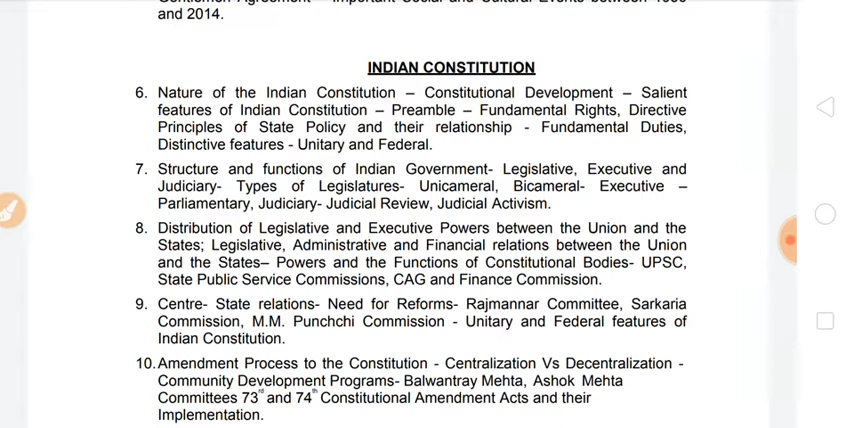 and 2014.
INDIAN CONSTITUTION
6. Nature of the Indian Constitution – Constitutional Development – Salient
features of Indian Constitution – Preamble – Fundamental Rights, Directive
Principles of State Policy and their relationship - Fundamental Duties,
Distinctive features - Unitary and Federal.
7. Structure and functions of Indian Government- Legislative, Executive and
Judiciary- Types of Legislatures- Unicameral, Bicameral- Executive –
Parliamentary, Judiciary- Judicial Review, Judicial Activism.
8. Distribution of Legislative and Executive Powers between the Union and the
States; Legislative, Administrative and Financial relations between the Union
and the States– Powers and the Functions of Constitutional Bodies- UPSC,
State Public Service Commissions, CAG and Finance Commission.
9. Centre- State relations- Need for Reforms- Rajmannar Committee, Sarkaria
Commission, M.M. Punchchi Commission - Unitary and Federal features of
Indian Constitution.
10. Amendment Process to the Constitution - Centralization Vs Decentralization -
Community Development Programs- Balwantray Mehta, Ashok Mehta
Committees 73rd and 74th Constitutional Amendment Acts and their
Implementation.